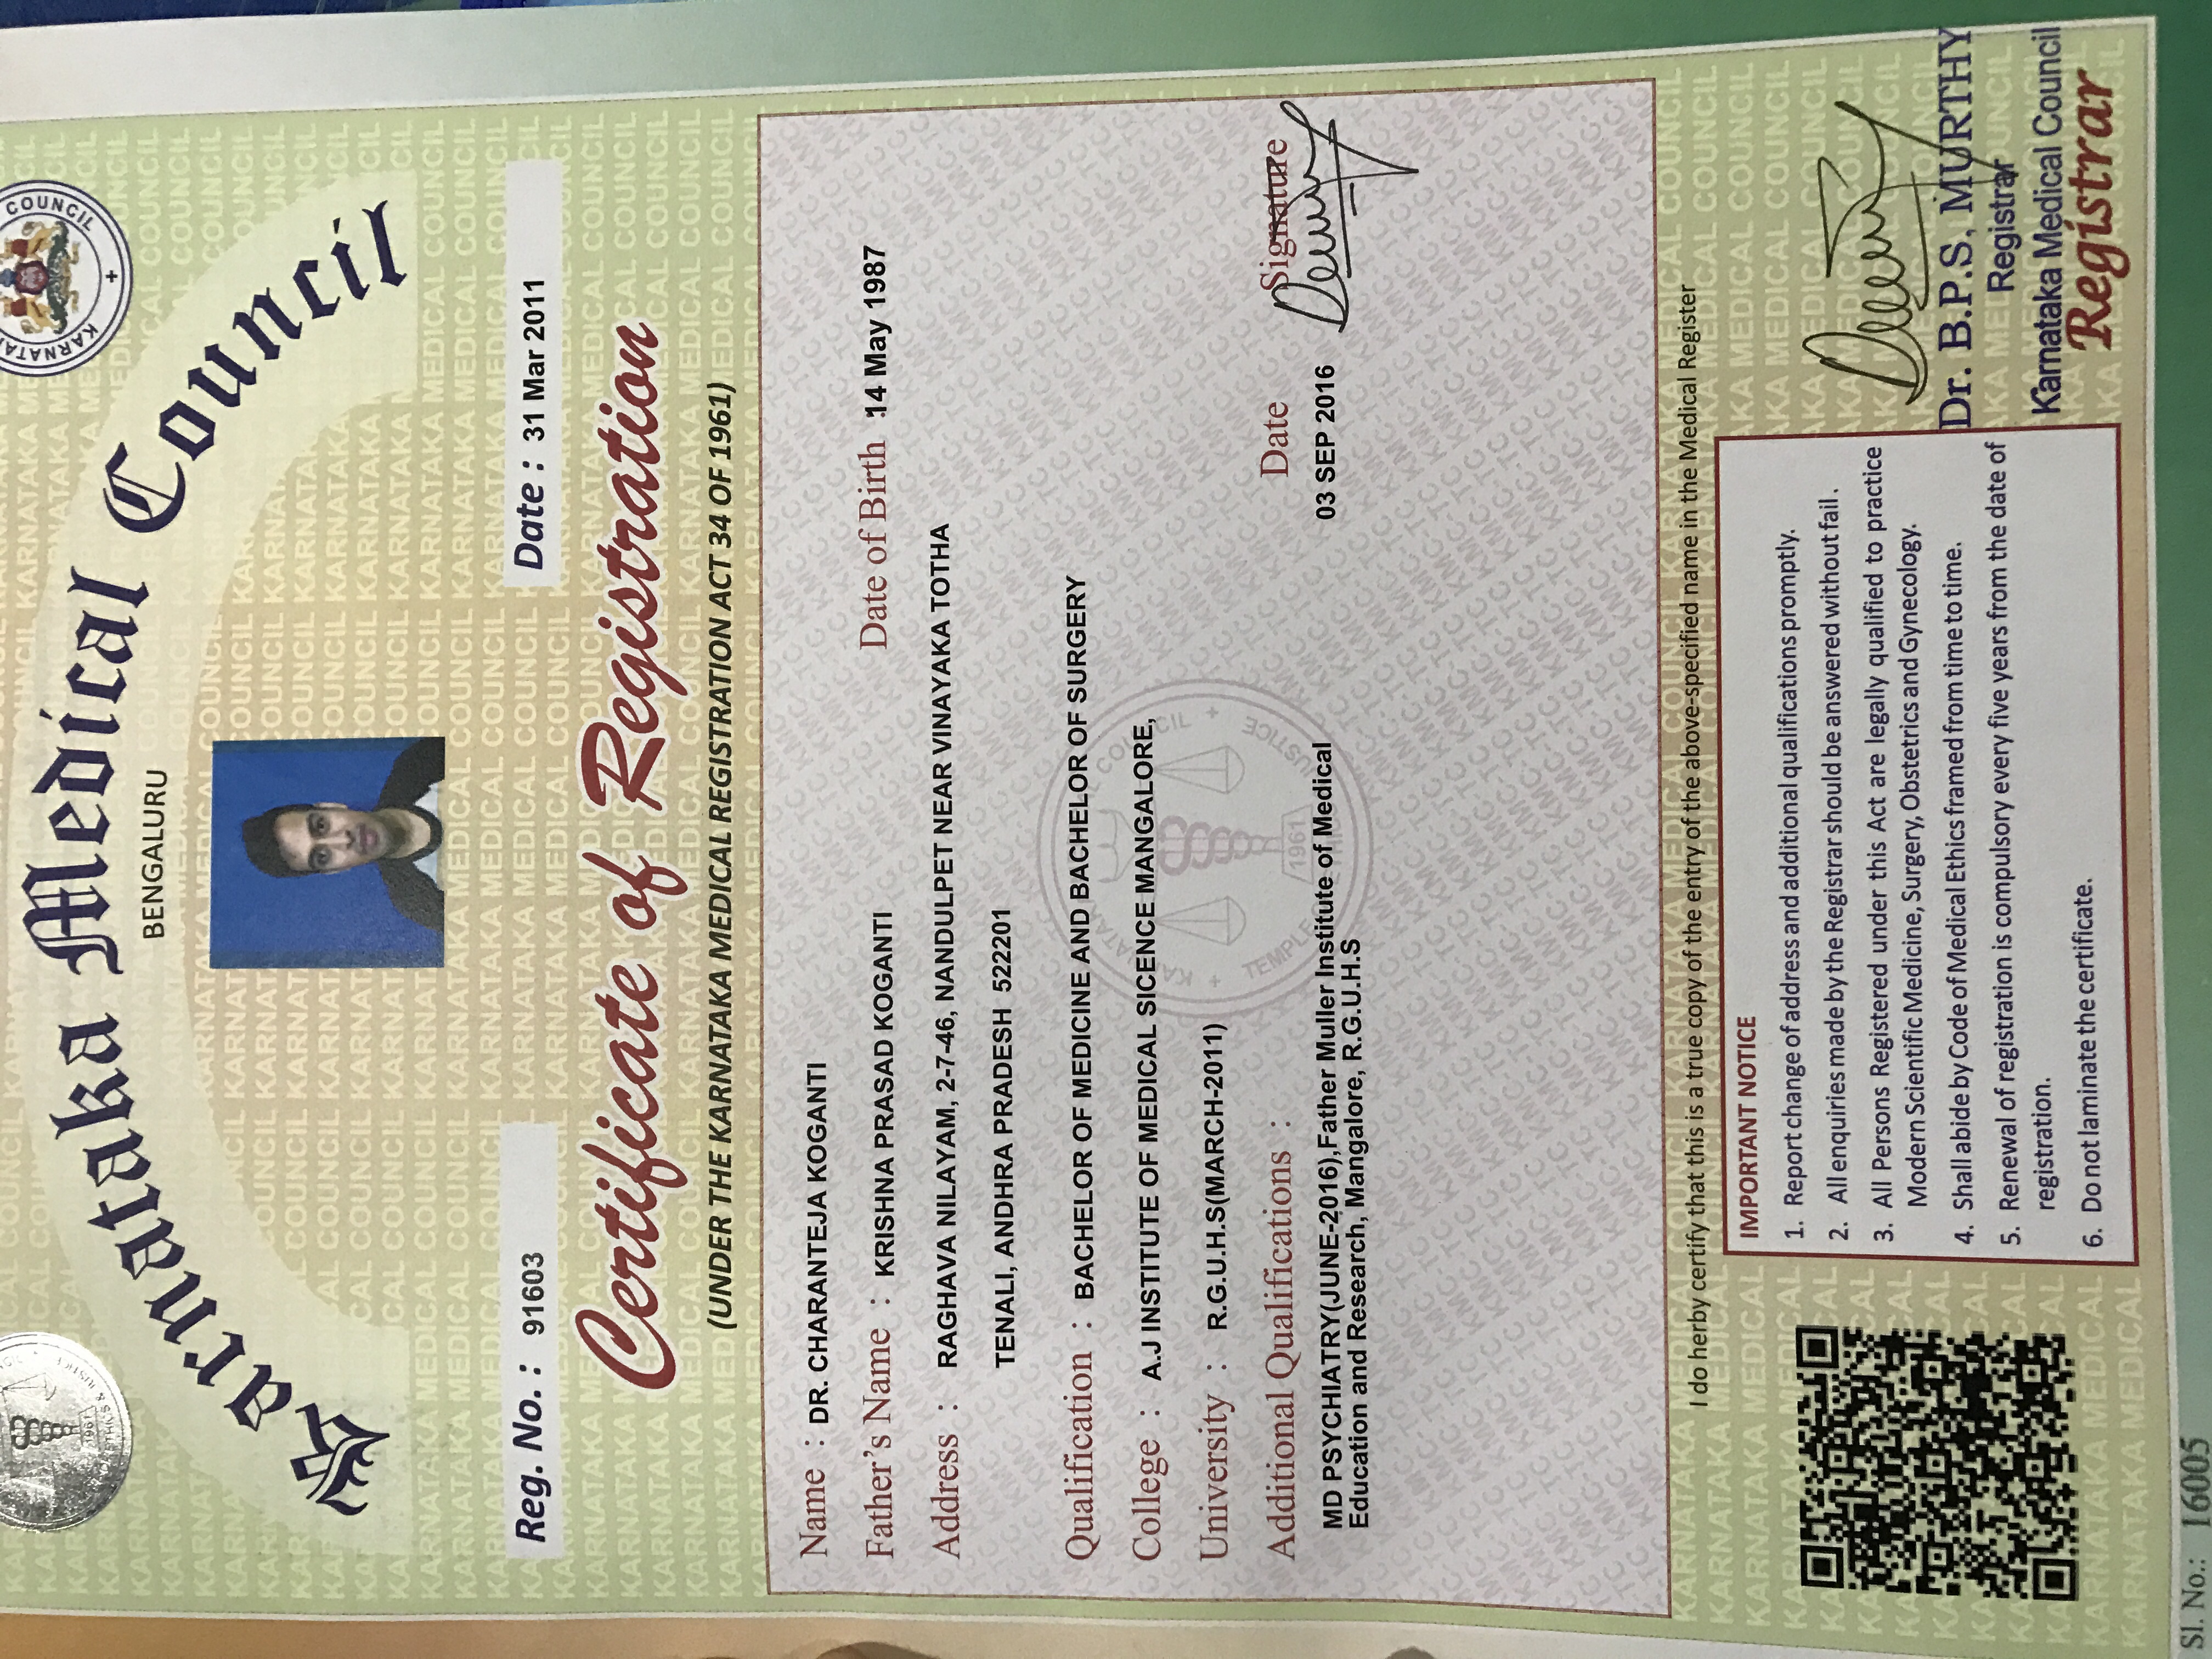 1961
ETHICS & JUSTICE
KARNATAKA COUNCIL
Karnataka Medical Council
BENGALURU
Reg. No. : 91603
Date : 31 Mar 2011
Certificate of Registration
(UNDER THE KARNATAKA MEDICAL REGISTRATION ACT 34 OF 1961)
Name : DR. CHARANTEJA KOGANTI
Father's Name : KRISHNA PRASAD KOGANTI Date of Birth : 14 May 1987
Address : RAGHAVA NILAYAM, 2-7-46, NANDULPET NEAR VINAYAKA TOTHA
TENALI, ANDHRA PRADESH 522201
Qualification : BACHELOR OF MEDICINE AND BACHELOR OF SURGERY
College : A.J INSTITUTE OF MEDICAL SICENCE MANGALORE,
University : R.G.U.H.S(MARCH-2011)
Additional Qualifications : Date Signature
MD PSYCHIATRY(JUNE-2016),Father Muller Institute of Medical 03 SEP 2016
Education and Research, Mangalore, R.G.U.H.S
I do herby certify that this is a true copy of the entry of the above-specified name in the Medical Register
IMPORTANT NOTICE
1. Report change of address and additional qualifications promptly.
2. All enquiries made by the Registrar should be answered without fail.
3. All Persons Registered under this Act are legally qualified to practice
Modern Scientific Medicine, Surgery, Obstetrics and Gynecology.
4. Shall abide by Code of Medical Ethics framed from time to time.
5. Renewal of registration is compulsory every five years from the date of
registration.
6. Do not laminate the certificate.
Dr. B.P.S. MURTHY
Registrar
Karnataka Medical Council
Registrar
Sl. No.: 16005